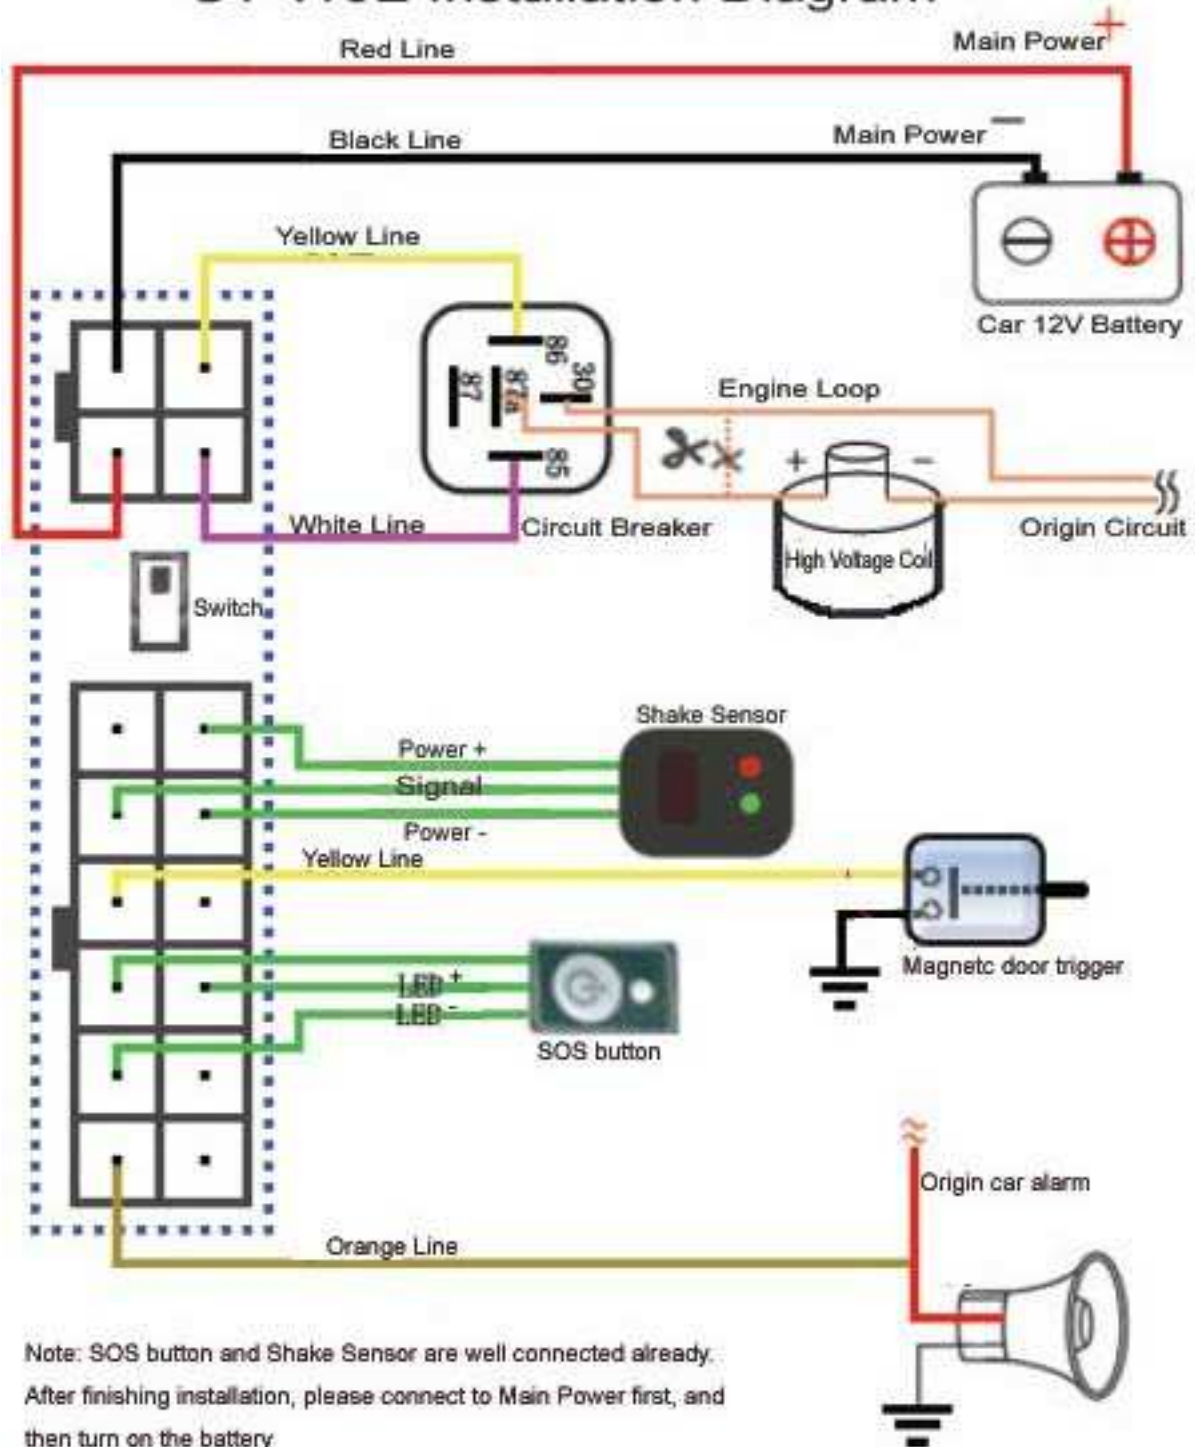 Installation Diagram
Red Line
Main Power +
Black Line
Main Power —
Yellow Line
Car 12V Battery
86
30
87
87a
85
Engine Loop
+ −
White Line
Circuit Breaker
High Voltage Coil
Origin Circuit
Switch
Shake Sensor
Power +
Signal
Power -
Yellow Line
Magnetc door trigger
LED +
LED -
SOS button
Origin car alarm
Orange Line
Note: SOS button and Shake Sensor are well connected already.
After finishing installation, please connect to Main Power first, and
then turn on the battery